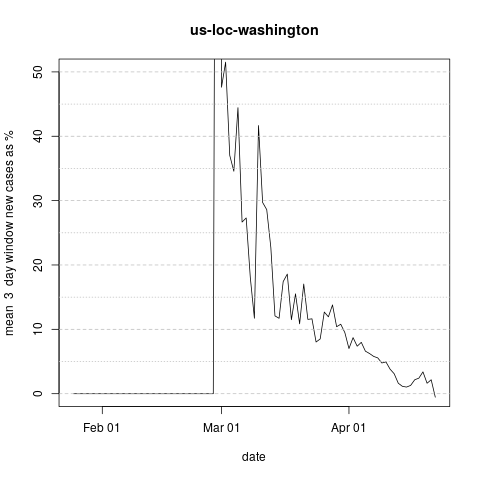 us-loc-washington
mean 3 day window new cases as %
50
40
30
20
10
0
Feb 01
Mar 01
Apr 01
date